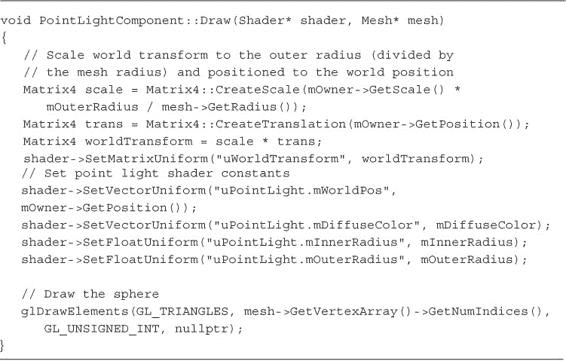 void PointLightComponent::Draw(Shader* shader, Mesh* mesh)
{
   // Scale world transform to the outer radius (divided by
   // the mesh radius) and positioned to the world position
   Matrix4 scale = Matrix4::CreateScale(mOwner->GetScale() *
      mOuterRadius / mesh->GetRadius());
   Matrix4 trans = Matrix4::CreateTranslation(mOwner->GetPosition());
   Matrix4 worldTransform = scale * trans;
   shader->SetMatrixUniform("uWorldTransform", worldTransform);
   // Set point light shader constants
   shader->SetVectorUniform("uPointLight.mWorldPos",
   mOwner->GetPosition());
   shader->SetVectorUniform("uPointLight.mDiffuseColor", mDiffuseColor);
   shader->SetFloatUniform("uPointLight.mInnerRadius", mInnerRadius);
   shader->SetFloatUniform("uPointLight.mOuterRadius", mOuterRadius);

   // Draw the sphere
   glDrawElements(GL_TRIANGLES, mesh->GetVertexArray()->GetNumIndices(),
      GL_UNSIGNED_INT, nullptr);
}